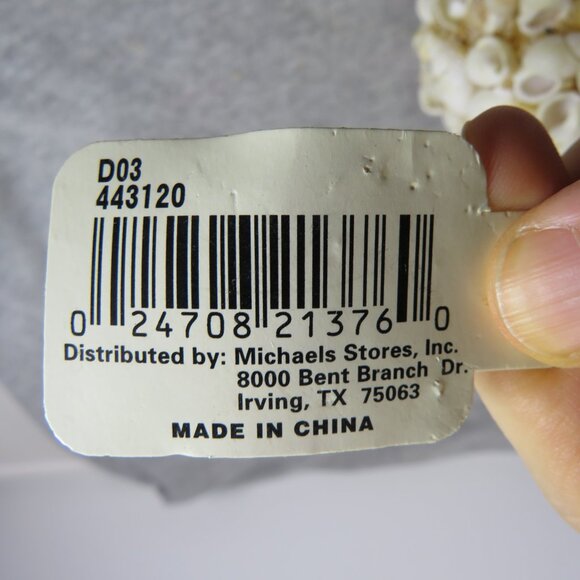 D03
443120
0 24708 21376 0
Distributed by: Michaels Stores, Inc.
8000 Bent Branch Dr.
Irving, TX 75063
MADE IN CHINA